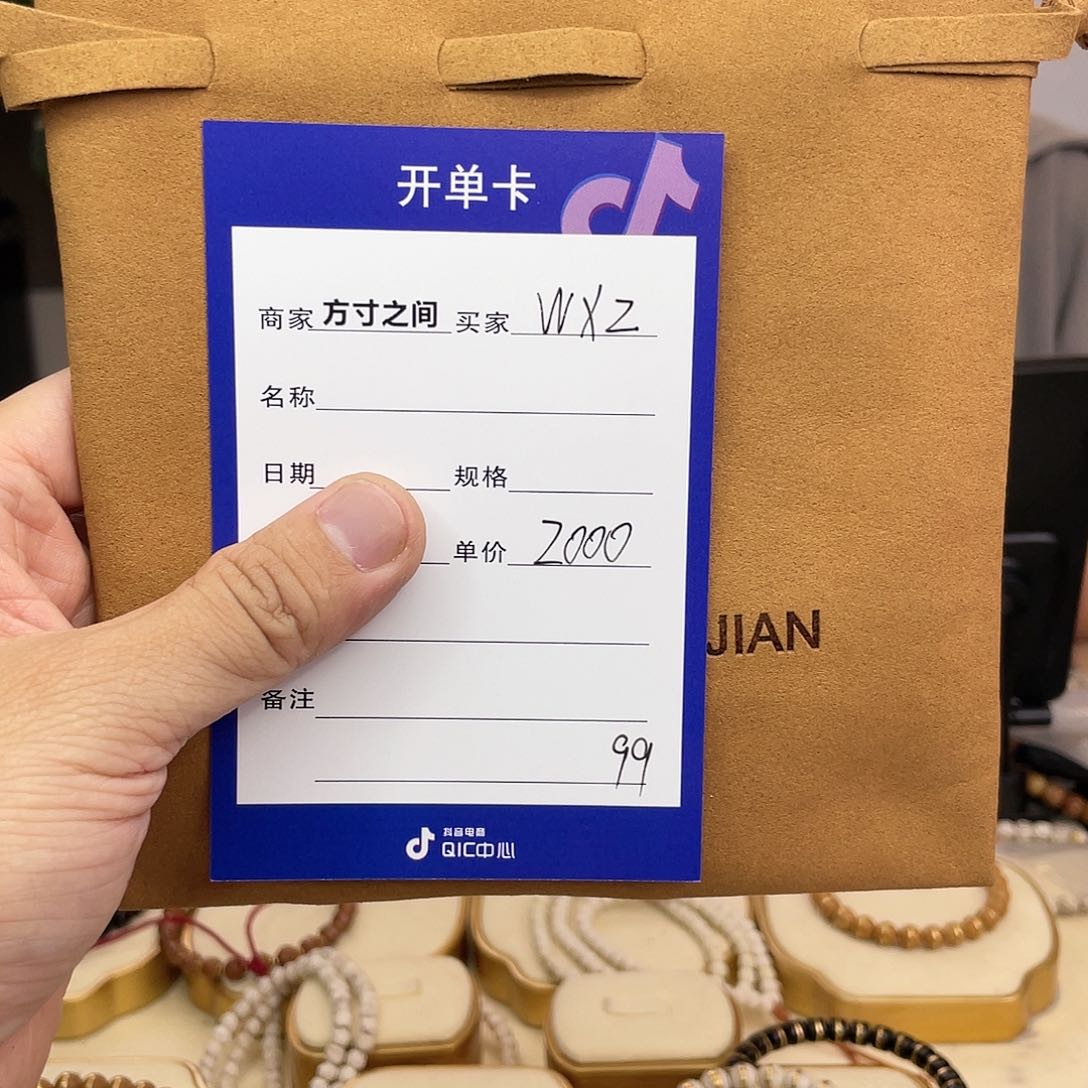 开单卡
商家 方寸之间 买家 WXZ
名称
日期 规格
单价 2000
备注
99
抖音电商
QIC中心
JIAN